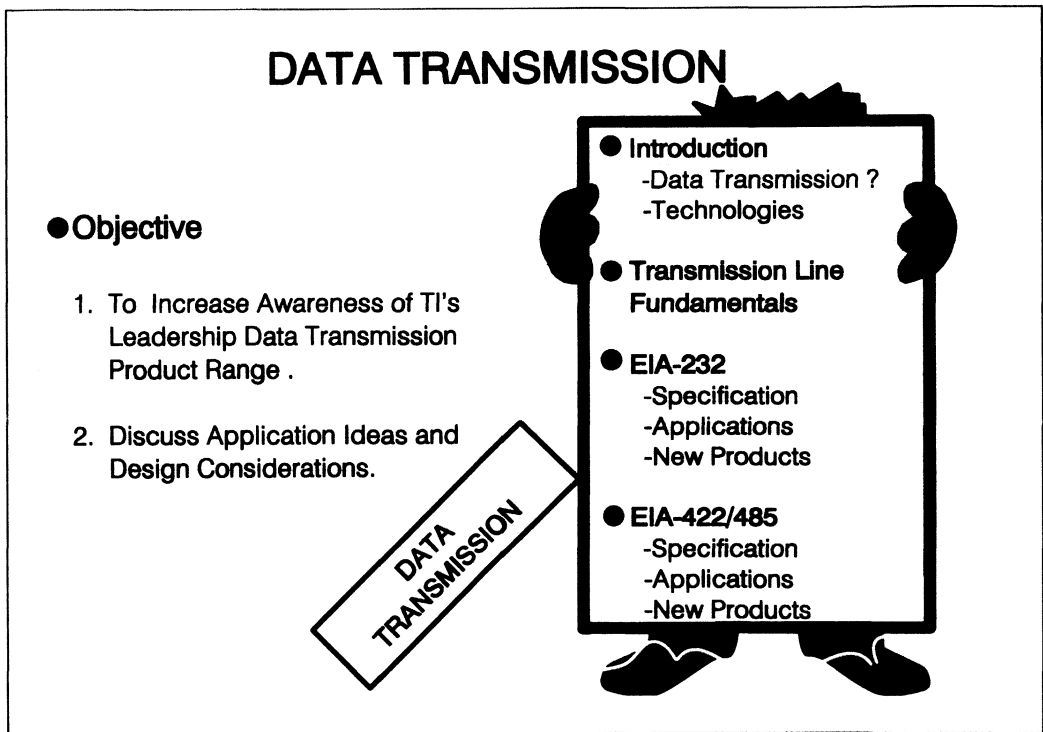 DATA TRANSMISSION
●Objective
1. To Increase Awareness of TI's
Leadership Data Transmission
Product Range .
2. Discuss Application Ideas and
Design Considerations.
DATA
TRANSMISSION
● Introduction
-Data Transmission ?
-Technologies
● Transmission Line
Fundamentals
● EIA-232
-Specification
-Applications
-New Products
● EIA-422/485
-Specification
-Applications
-New Products